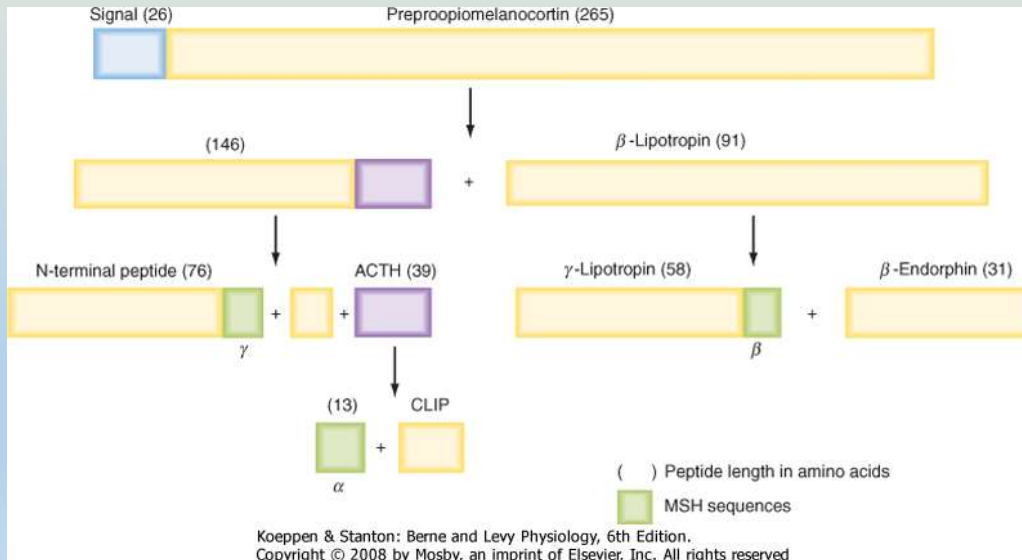 Signal (26) Preproopiomelanocortin (265)
(146) β-Lipotropin (91)
+
N-terminal peptide (76) ACTH (39) γ-Lipotropin (58) β-Endorphin (31)
+ + +
γ β
(13) CLIP
+
α
( ) Peptide length in amino acids
MSH sequences
Koeppen & Stanton: Berne and Levy Physiology, 6th Edition.
Copyright © 2008 by Mosby, an imprint of Elsevier, Inc. All rights reserved